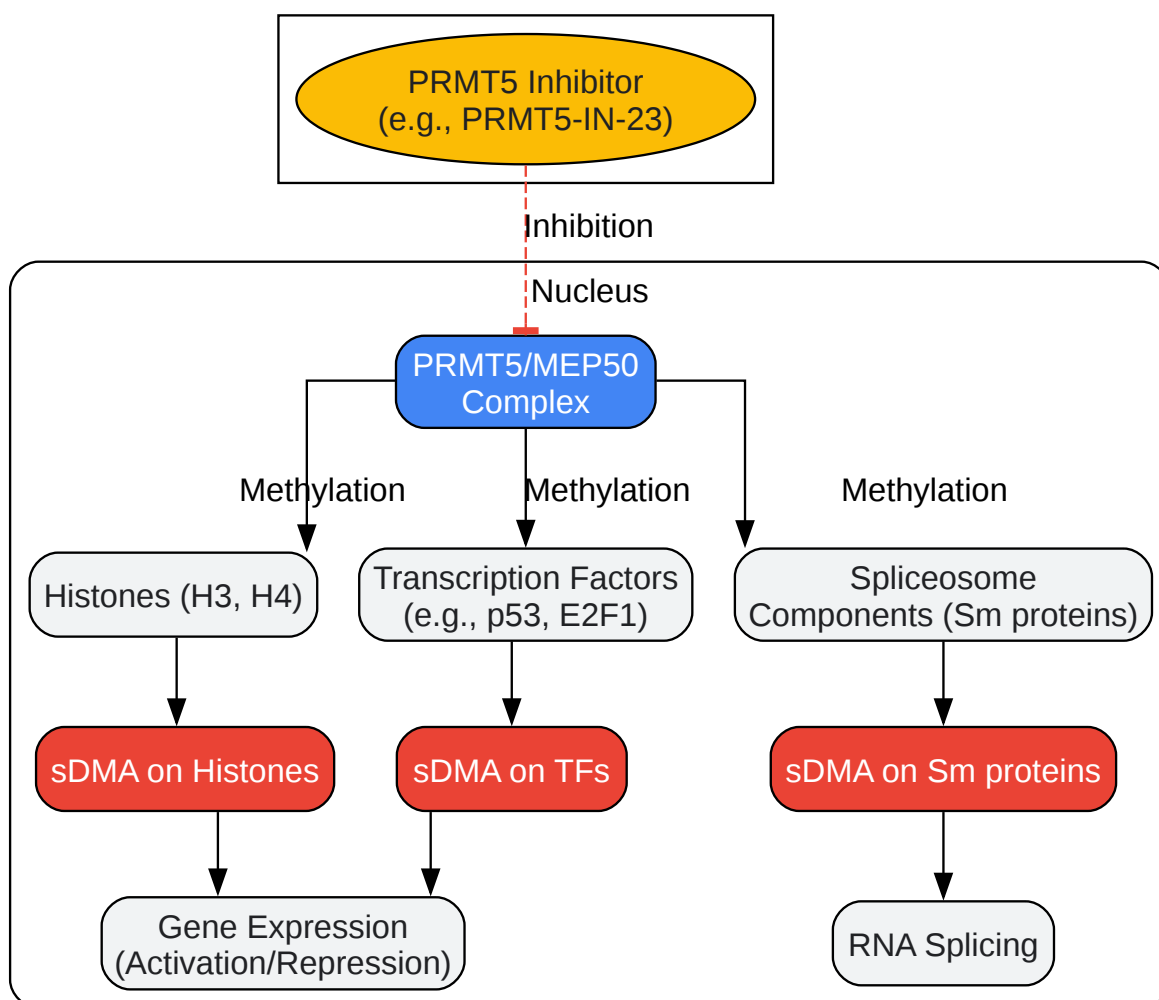 PRMT5 Inhibitor
(e.g., PRMT5-IN-23)
Inhibition
Nucleus
PRMT5/MEP50
Complex
Methylation
Methylation
Methylation
Histones (H3, H4)
Transcription Factors
(e.g., p53, E2F1)
Spliceosome
Components (Sm proteins)
sDMA on Histones
sDMA on TFs
sDMA on Sm proteins
Gene Expression
(Activation/Repression)
RNA Splicing